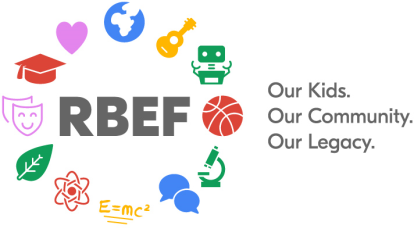 RBEF
Our Kids.
Our Community.
Our Legacy.
E=mc²